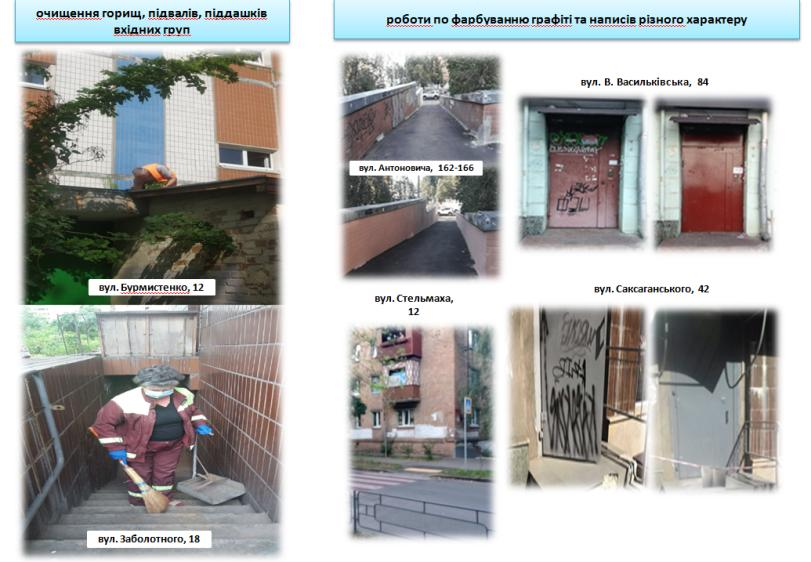 очищення горищ, підвалів, піддашків
вхідних груп
вул. Бурмистенко, 12
вул. Заболотного, 18
роботи по фарбуванню графіті та написів різного характеру
вул. Антоновича, 162-166
вул. В. Васильківська, 84
вул. Стельмаха,
12
вул. Саксаганського, 42